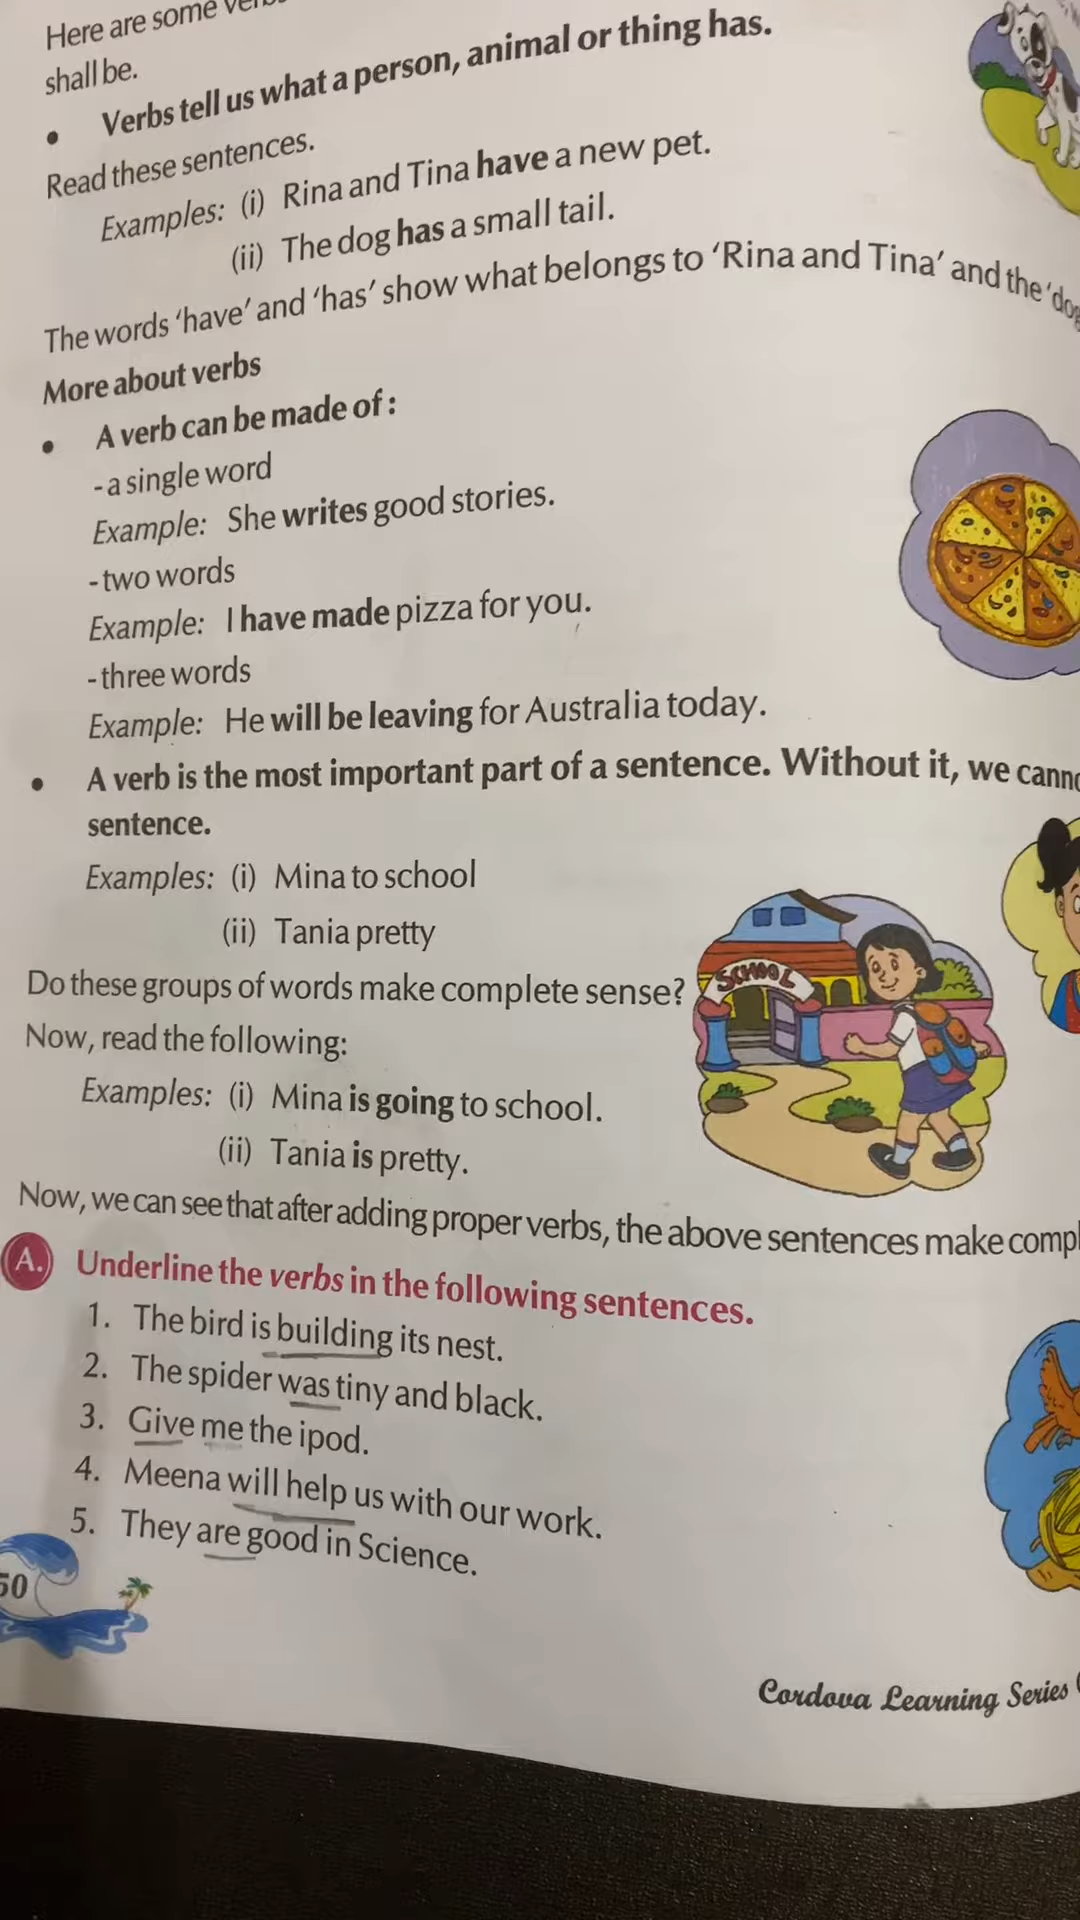 Here are some
shall be.
• Verbs tell us what a person, animal or thing has.
Read these sentences.
Examples: (i) Rina and Tina have a new pet.
(ii) The dog has a small tail.
The words ‘have’ and ‘has’ show what belongs to ‘Rina and Tina’ and the ‘dog
More about verbs
• A verb can be made of :
- a single word
Example: She writes good stories.
- two words
Example: I have made pizza for you.
- three words
Example: He will be leaving for Australia today.
• A verb is the most important part of a sentence. Without it, we
sentence.
Examples: (i) Mina to school
(ii) Tania pretty
SCHOOL
Do these groups of words make complete sense?
Now, read the following:
Examples: (i) Mina is going to school.
(ii) Tania is pretty.
Now, we can see that after adding proper verbs, the above sentences make
A. Underline the verbs in the following sentences.
1. The bird is building its nest.
2. The spider was tiny and black.
3. Give me the ipod.
4. Meena will help us with our work.
5. They are good in Science.
50
Cordova Learning Series